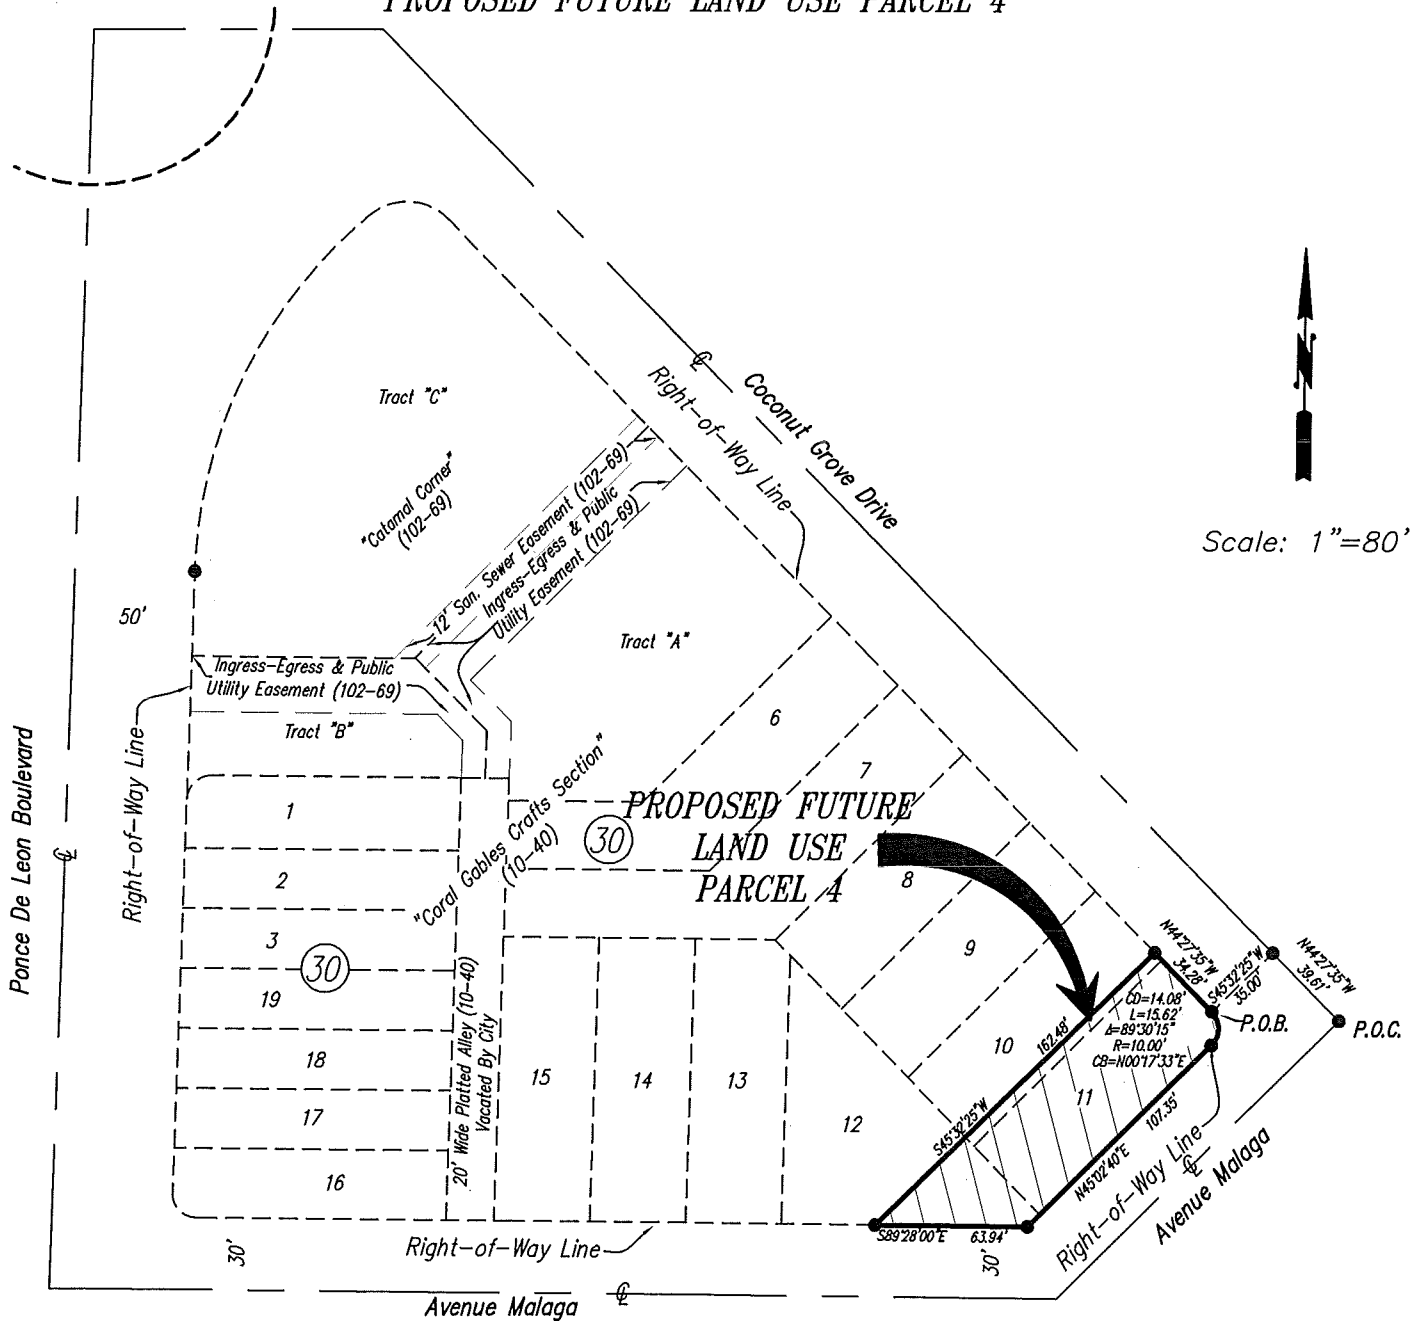 PROPOSED FUTURE LAND USE PARCEL 4
℄ Coconut Grove Drive
Right-of-Way Line
Tract "C"
"Catamal Corner"
(102-69)
12' San. Sewer Easement (102-69)
Ingress-Egress & Public
Utility Easement (102-69)
N
Scale: 1"=80'
50'
Tract "A"
Ingress-Egress & Public
Utility Easement (102-69)
Tract "B"
Ponce De Leon Boulevard
℄
Right-of-Way Line
1
2
3
30
19
18
17
16
20' Wide Platted Alley (10-40)
Vacated By City
"Coral Gables Crafts Section"
(10-40)
30
6
7
8
9
10
11
12
13
14
15
PROPOSED FUTURE
LAND USE
PARCEL 4
N44°27'35"W
34.28'
S45°32'25"W
35.00'
N44°27'35"W
39.61'
P.O.B.
P.O.C.
CD=14.08'
L=15.62'
Δ=89°30'15"
R=10.00'
CB=N00°17'33"E
162.48'
S45°32'25"W
107.35'
N45°02'40"E
S89°28'00"E 63.94'
30'
Right-of-Way Line
℄
Avenue Malaga
30'
Right-of-Way Line
Avenue Malaga ℄